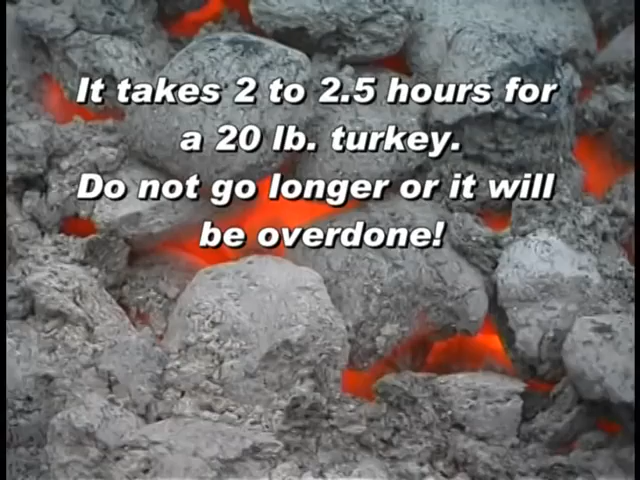 It takes 2 to 2.5 hours for
a 20 lb. turkey.
Do not go longer or it will
be overdone!